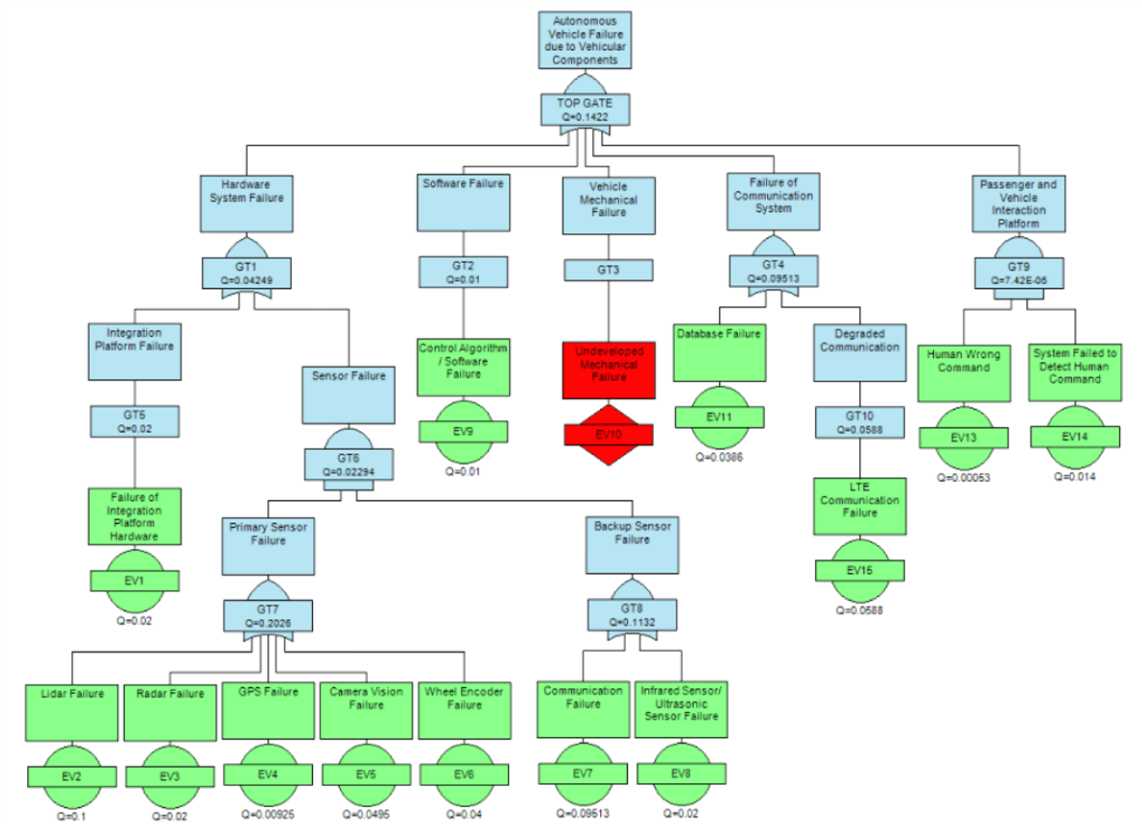 Autonomous
Vehicle Failure
due to Vehicular
Components
TOP GATE
Q=0.1422
Hardware
System Failure
GT1
Q=0.04249
Software Failure
GT2
Q=0.01
Vehicle
Mechanical
Failure
GT3
Failure of
Communication
System
GT4
Q=0.09513
Passenger and
Vehicle
Interaction
Platform
GT9
Q=7.42E-06
Integration
Platform Failure
GT5
Q=0.02
Sensor Failure
GT6
Q=0.02294
Control Algorithm
/ Software
Failure
EV9
Q=0.01
Undeveloped
Mechanical
Failure
EV10
Database Failure
EV11
Q=0.0386
Degraded
Communication
GT10
Q=0.0588
Human Wrong
Command
EV13
Q=0.00053
System Failed to
Detect Human
Command
EV14
Q=0.014
Failure of
Integration
Platform
Hardware
EV1
Q=0.02
Primary Sensor
Failure
GT7
Q=0.2026
Backup Sensor
Failure
GT8
Q=0.1132
LTE
Communication
Failure
EV15
Q=0.0588
Lidar Failure
EV2
Q=0.1
Radar Failure
EV3
Q=0.02
GPS Failure
EV4
Q=0.00925
Camera Vision
Failure
EV5
Q=0.0495
Wheel Encoder
Failure
EV6
Q=0.04
Communication
Failure
EV7
Q=0.09513
Infrared Sensor/
Ultrasonic
Sensor Failure
EV8
Q=0.02